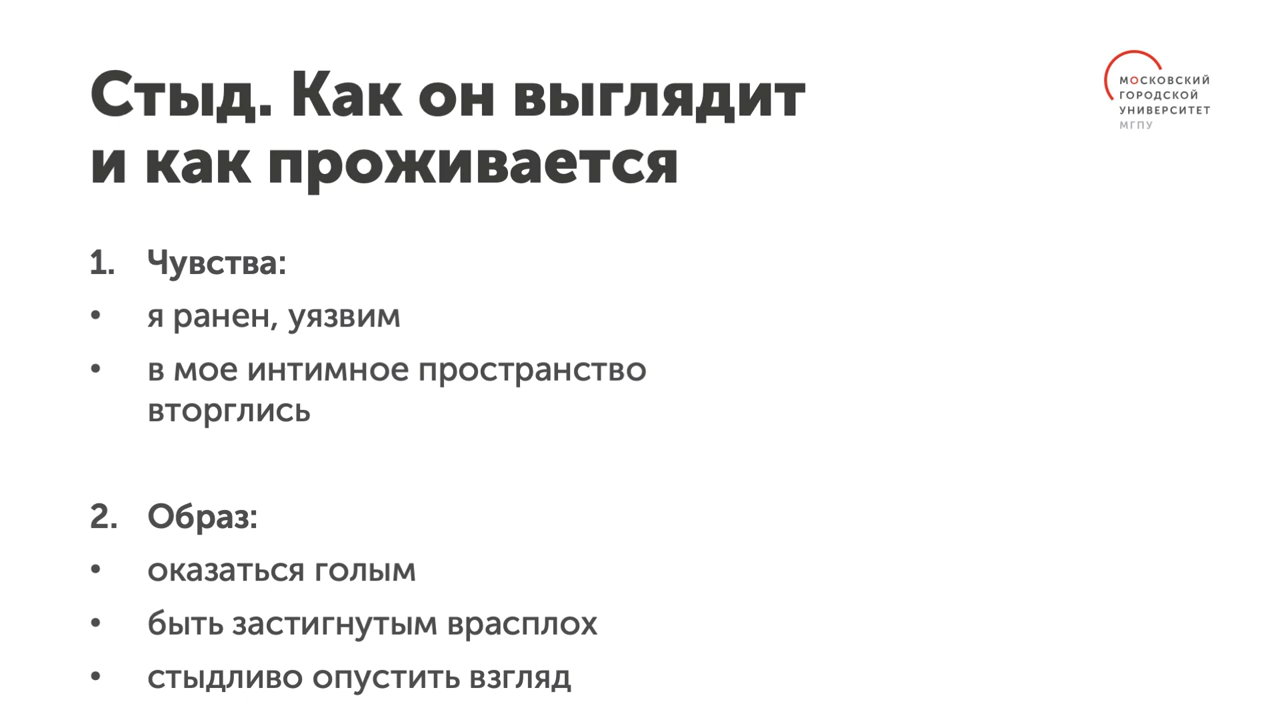 Стыд. Как он выглядит
и как проживается
МОСКОВСКИЙ
ГОРОДСКОЙ
УНИВЕРСИТЕТ
МГПУ
1. Чувства:
• я ранен, уязвим
• в мое интимное пространство
вторглись
2. Образ:
• оказаться голым
• быть застигнутым врасплох
• стыдливо опустить взгляд